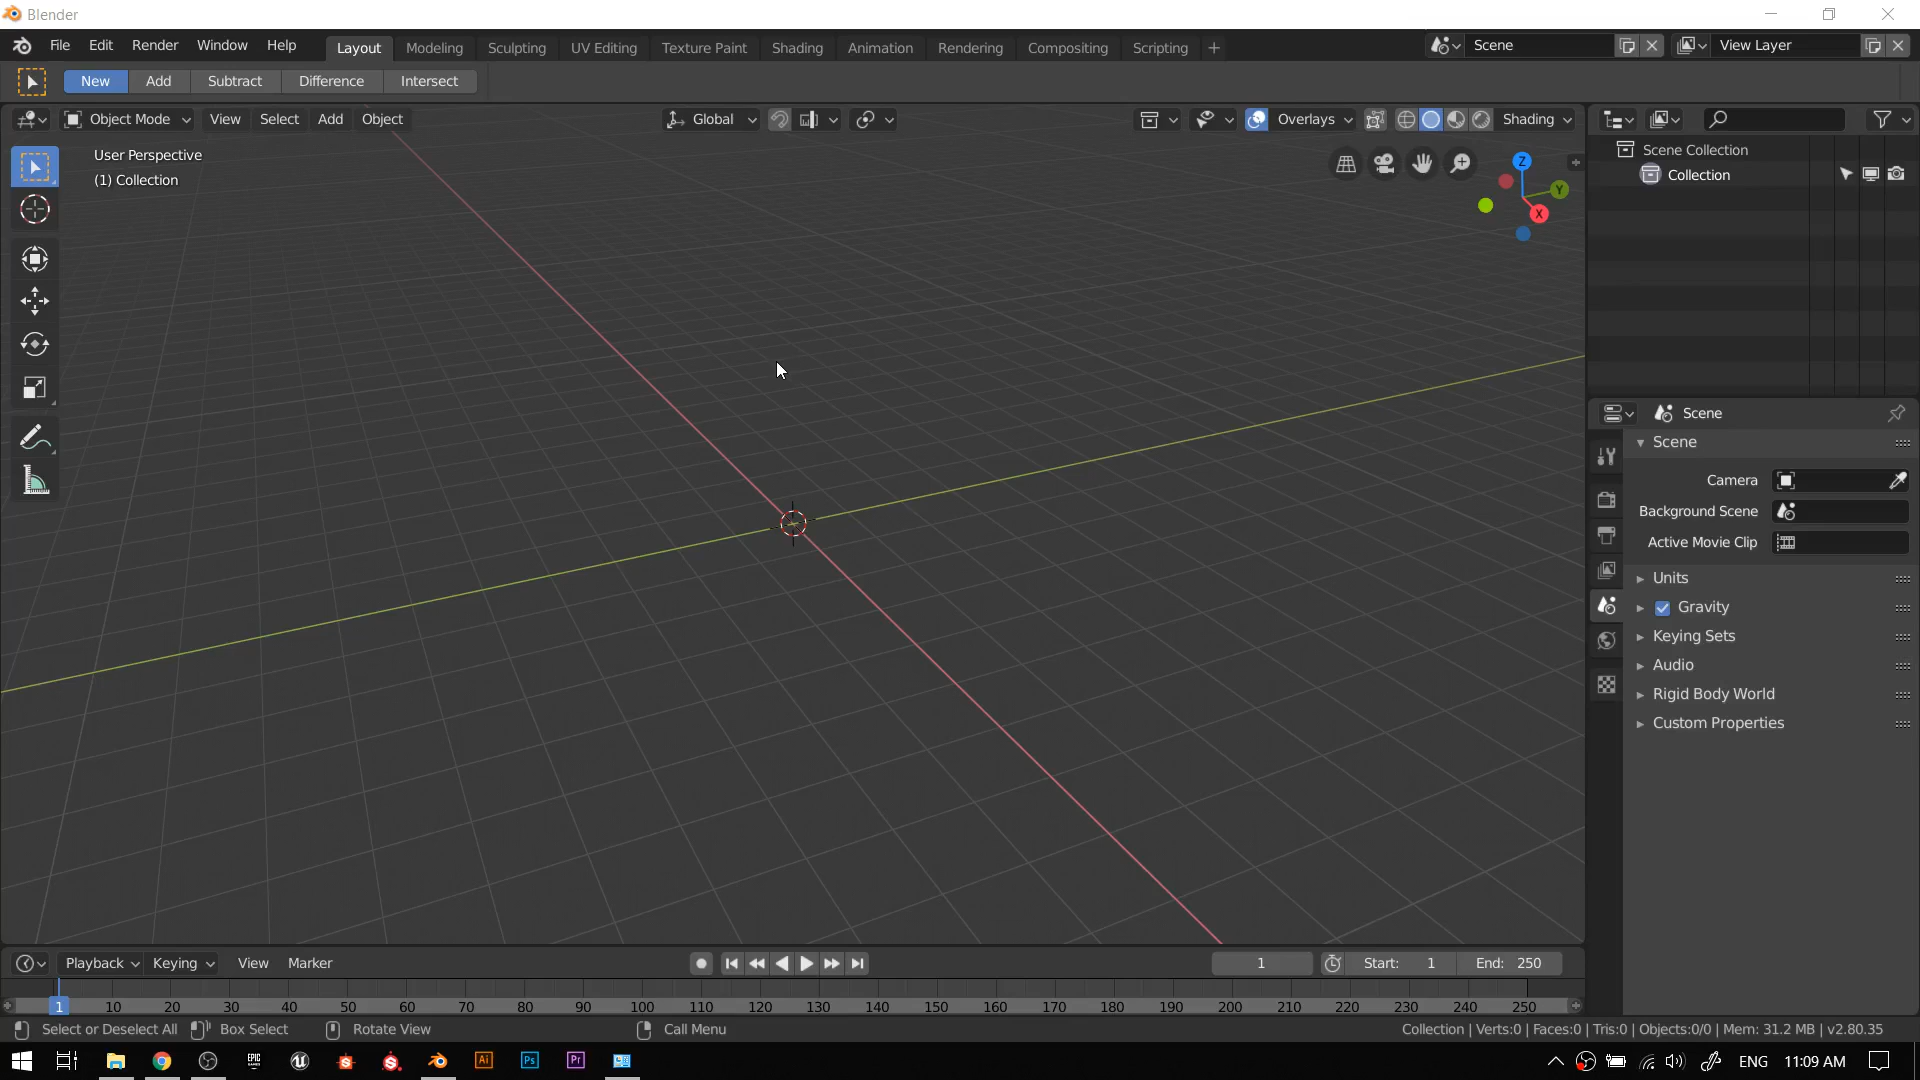 Blender
File Edit Render Window Help Layout Modeling Sculpting UV Editing Texture Paint Shading Animation Rendering Compositing Scripting + Scene View Layer
New Add Subtract Difference Intersect
Object Mode View Select Add Object Global Overlays Shading
User Perspective
(1) Collection
Z
Y
X
Scene Collection
Collection
Scene
Scene
Camera
Background Scene
Active Movie Clip
Units
Gravity
Keying Sets
Audio
Rigid Body World
Custom Properties
Playback Keying View Marker 1 Start: 1 End: 250
1 10 20 30 40 50 60 70 80 90 100 110 120 130 140 150 160 170 180 190 200 210 220 230 240 250
Select or Deselect All Box Select Rotate View Call Menu Collection | Verts:0 | Faces:0 | Tris:0 | Objects:0/0 | Mem: 31.2 MB | v2.80.35
EPIC GAMES Ai Ps Pr ENG 11:09 AM